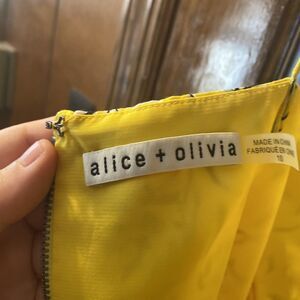 alice + olivia
MADE IN CHINA
FABRIQUÉ EN CHINE
10